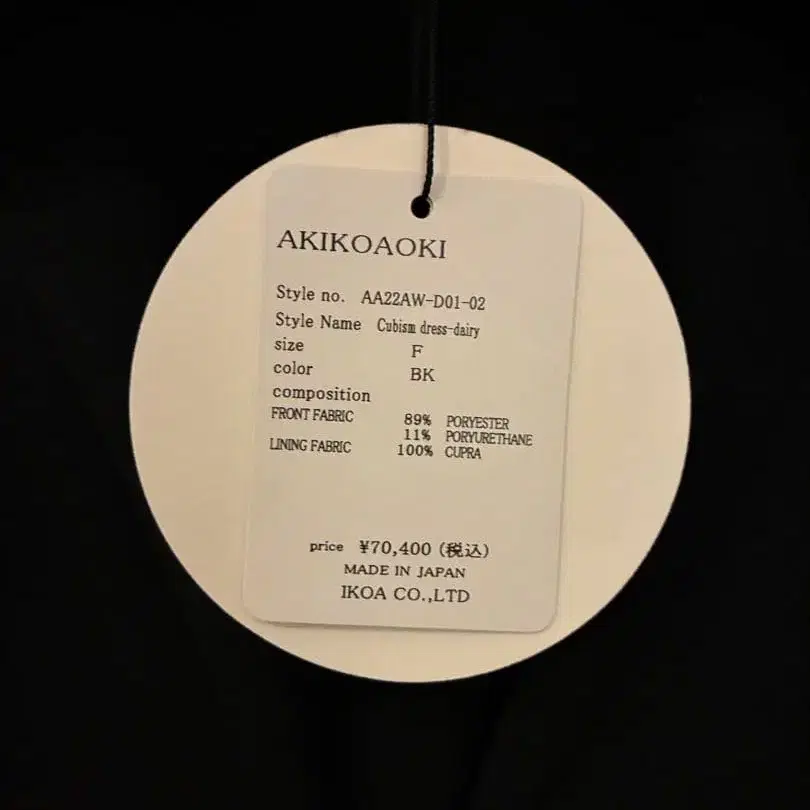 AKIKOAOKI
Style no. AA22AW-D01-02
Style Name Cubism dress-dairy
size F
color BK
composition
FRONT FABRIC 89% PORYESTER
11% PORYURETHANE
LINING FABRIC 100% CUPRA
price ¥70,400 (税込)
MADE IN JAPAN
IKOA CO.,LTD